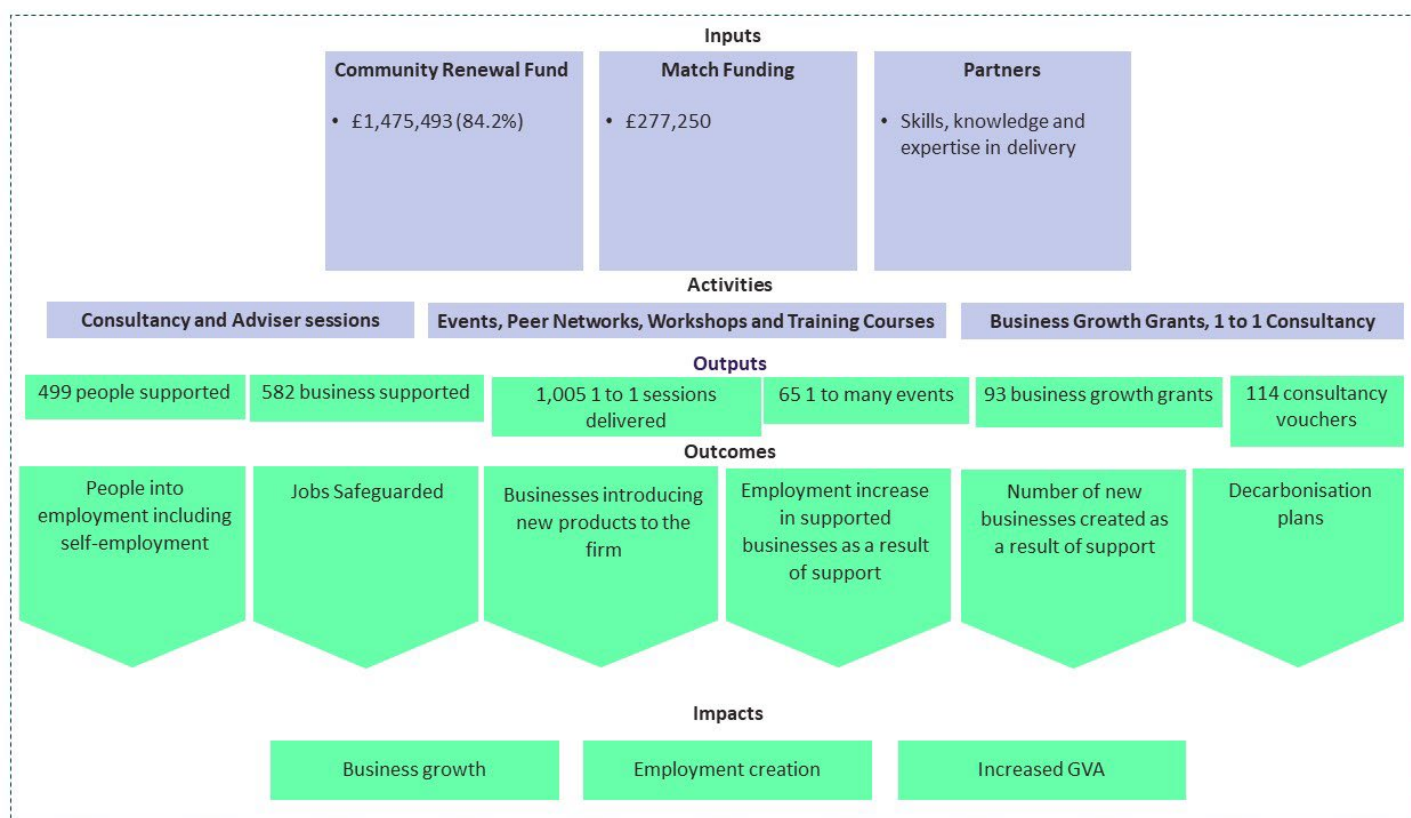 Inputs
Community Renewal Fund
• £1,475,493 (84.2%)
Match Funding
• £277,250
Partners
• Skills, knowledge and
expertise in delivery
Activities
Consultancy and Adviser sessions
Events, Peer Networks, Workshops and Training Courses
Business Growth Grants, 1 to 1 Consultancy
Outputs
499 people supported
582 business supported
1,005 1 to 1 sessions
delivered
65 1 to many events
93 business growth grants
114 consultancy
vouchers
Outcomes
People into
employment including
self-employment
Jobs Safeguarded
Businesses introducing
new products to the
firm
Employment increase
in supported
businesses as a result
of support
Number of new
businesses created as
a result of support
Decarbonisation
plans
Impacts
Business growth
Employment creation
Increased GVA